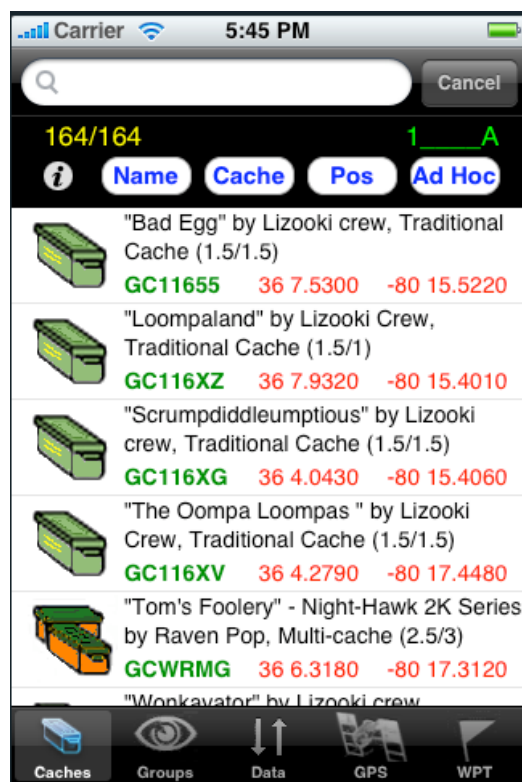 Carrier 5:45 PM
Cancel
164/164 1____A
i Name Cache Pos Ad Hoc
"Bad Egg" by Lizooki crew, Traditional
Cache (1.5/1.5)
GC11655 36 7.5300 -80 15.5220
"Loompaland" by Lizooki Crew,
Traditional Cache (1.5/1)
GC116XZ 36 7.9320 -80 15.4010
"Scrumpdiddleumptious" by Lizooki
crew, Traditional Cache (1.5/1.5)
GC116XG 36 4.0430 -80 15.4060
"The Oompa Loompas " by Lizooki
Crew, Traditional Cache (1.5/1.5)
GC116XV 36 4.2790 -80 17.4480
"Tom's Foolery" - Night-Hawk 2K Series
by Raven Pop, Multi-cache (2.5/3)
GCWRMG 36 6.3180 -80 17.3120
"Wonkavator" by Lizooki crew
Caches Groups Data GPS WPT